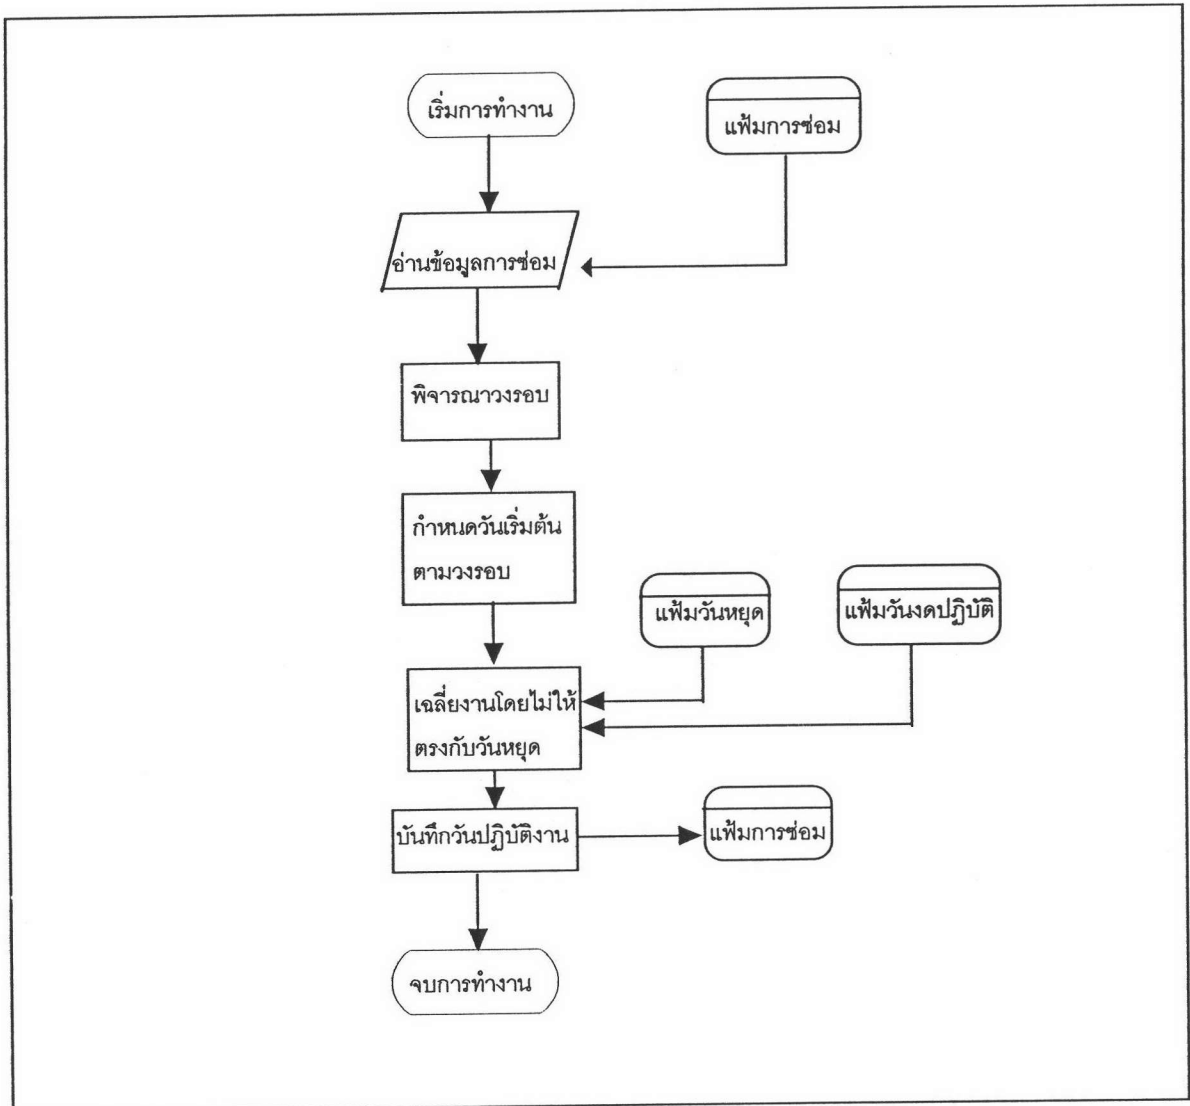 เริ่มการทำงาน
แฟ้มการซ่อม
อ่านข้อมูลการซ่อม
พิจารณาวงรอบ
กำหนดวันเริ่มต้น
ตามวงรอบ
แฟ้มวันหยุด
แฟ้มวันงดปฏิบัติ
เฉลี่ยงานโดยไม่ให้
ตรงกับวันหยุด
บันทึกวันปฏิบัติงาน
แฟ้มการซ่อม
จบการทำงาน